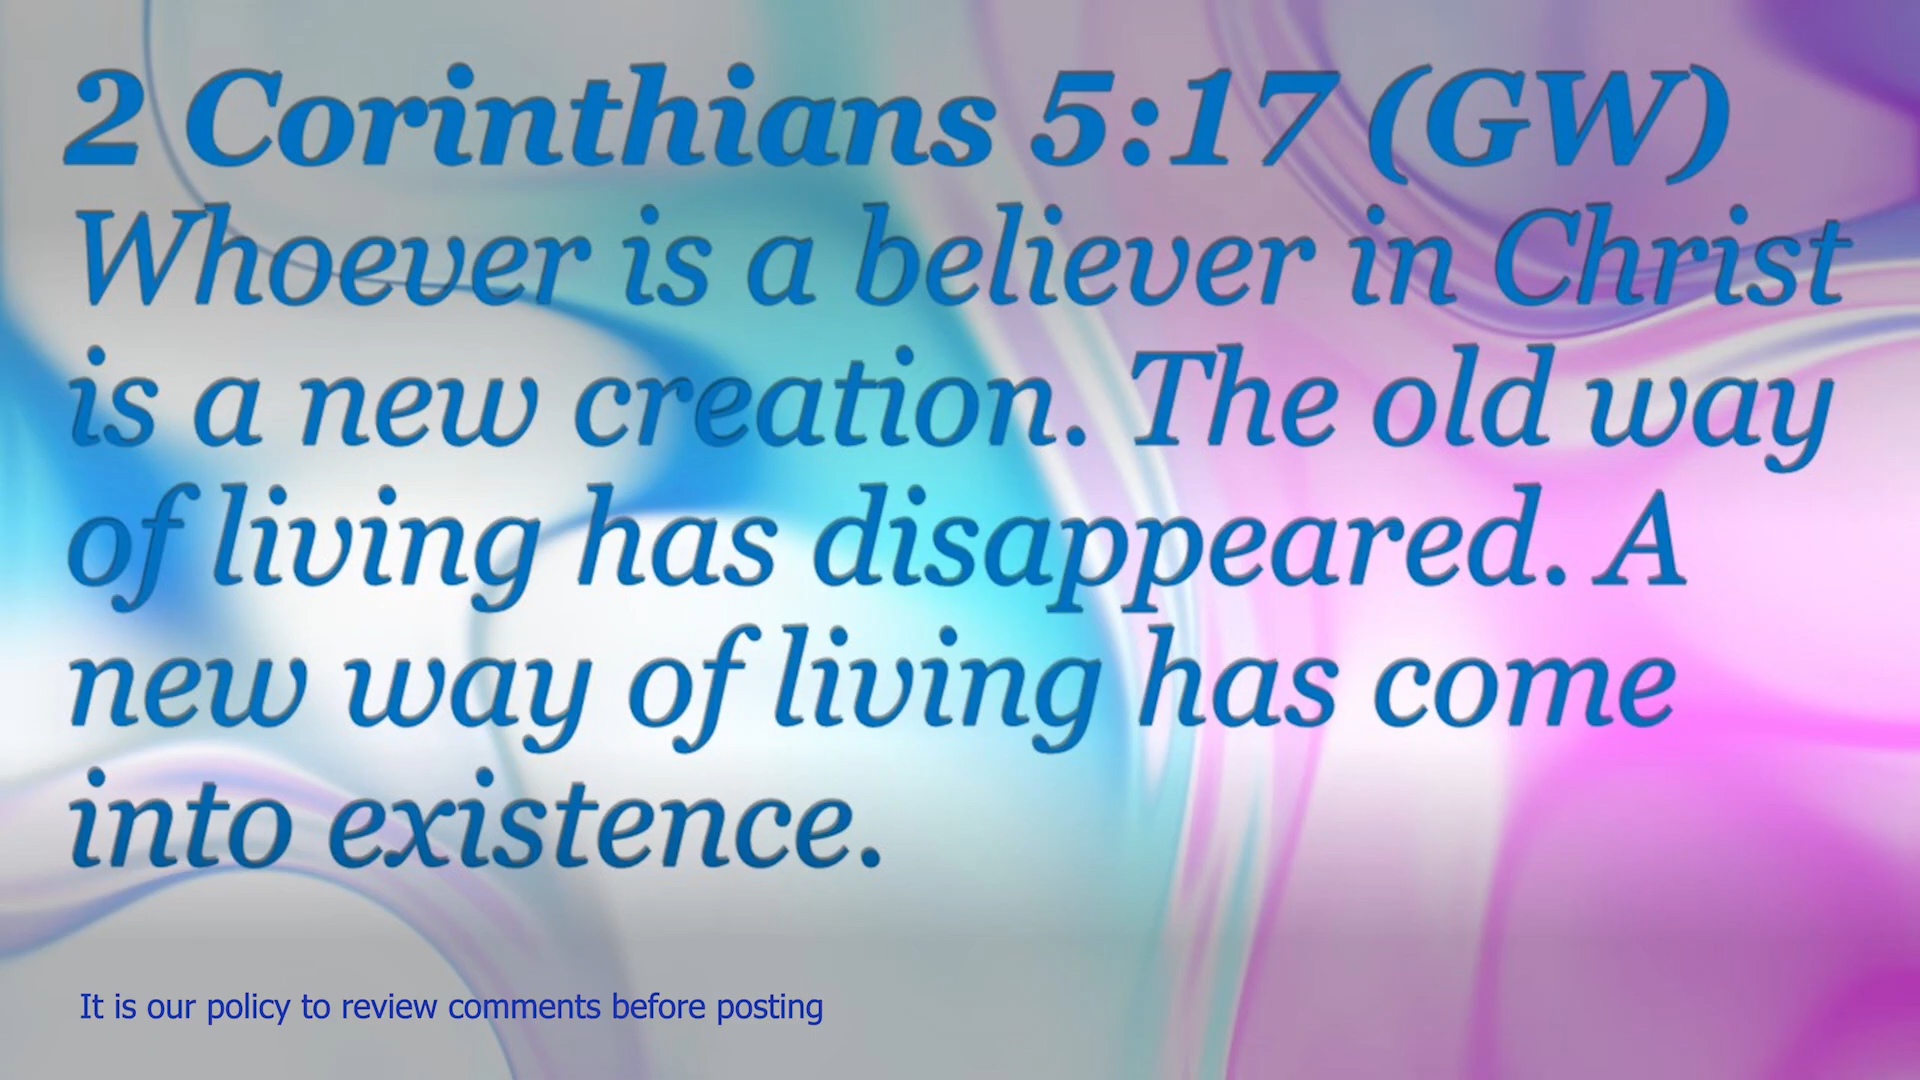 2 Corinthians 5:17 (GW)
Whoever is a believer in Christ
is a new creation. The old way
of living has disappeared. A
new way of living has come
into existence.
It is our policy to review comments before posting